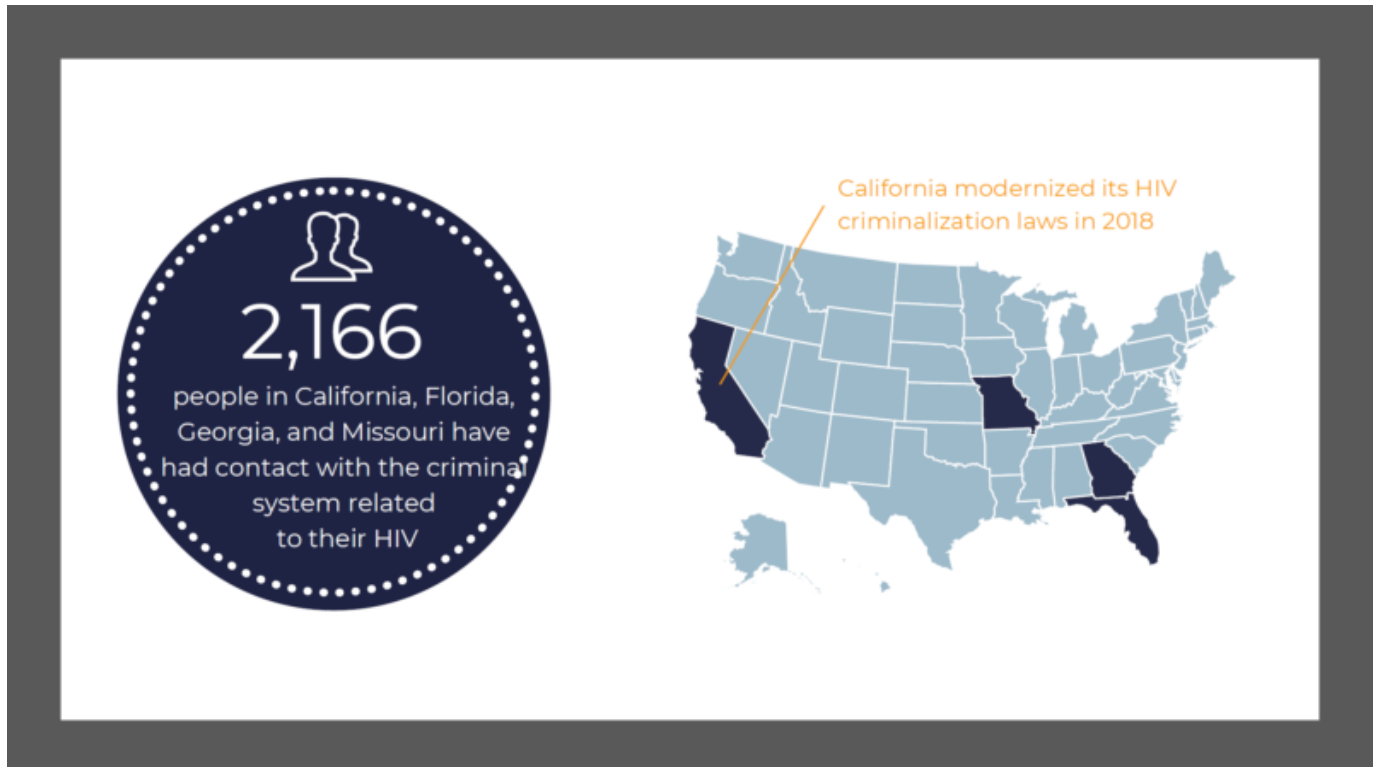 2,166
people in California, Florida,
Georgia, and Missouri have
had contact with the criminal
system related
to their HIV
California modernized its HIV
criminalization laws in 2018